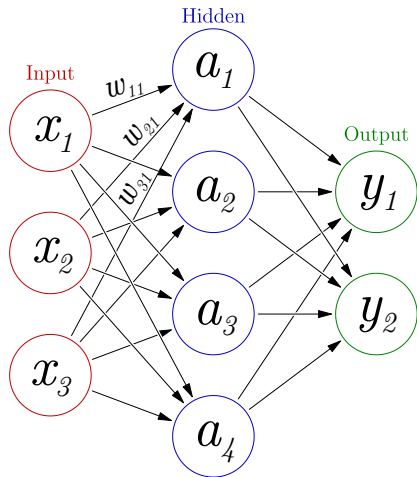 Hidden
Input
Output
w11
w21
w31
x1
x2
x3
a1
a2
a3
a4
y1
y2